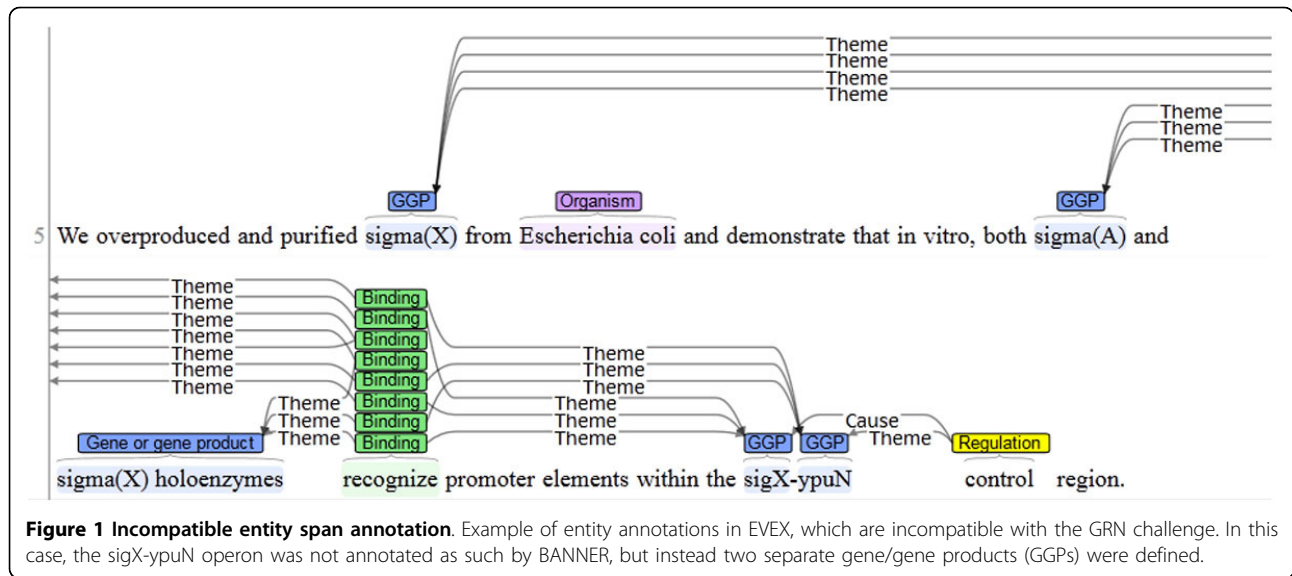 Theme
Theme
Theme
Theme
Theme
Theme
Theme
GGP Organism GGP
5 We overproduced and purified sigma(X) from Escherichia coli and demonstrate that in vitro, both sigma(A) and
Theme
Theme Binding
Theme Binding
Theme Binding Theme
Theme Binding Theme
Theme Binding Theme
Theme Theme Binding Theme
Theme Binding Theme Cause
Gene or gene product Theme Binding Theme GGP GGP Theme Regulation
sigma(X) holoenzymes recognize promoter elements within the sigX-ypuN control region.
Figure 1 Incompatible entity span annotation. Example of entity annotations in EVEX, which are incompatible with the GRN challenge. In this
case, the sigX-ypuN operon was not annotated as such by BANNER, but instead two separate gene/gene products (GGPs) were defined.